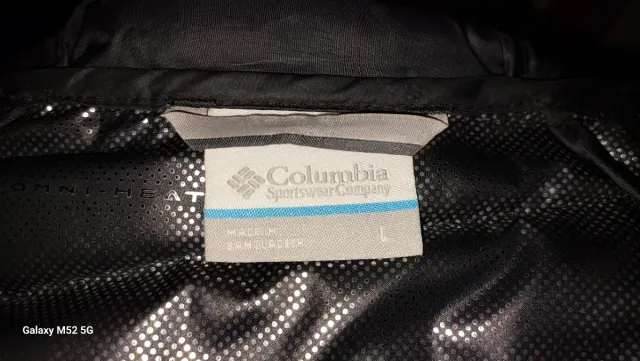 Columbia
Sportswear Company
OMNI-HEAT
MADE IN
BANGLADESH
L
Galaxy M52 5G